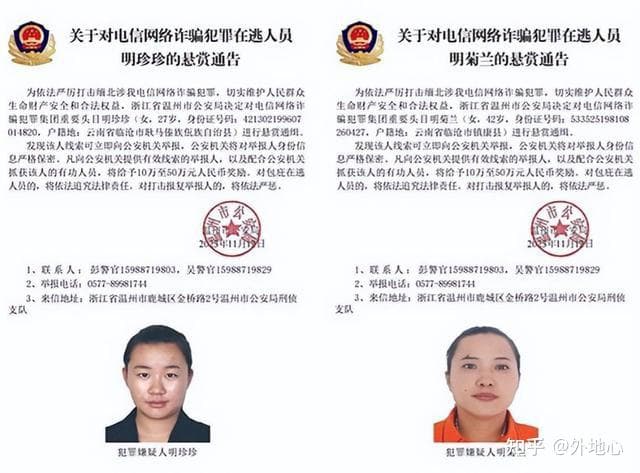 关于对电信网络诈骗犯罪在逃人员
明珍珍的悬赏通告
为依法严厉打击缅北涉我电信网络诈骗犯罪，切实维护人民群众
生命财产安全和合法权益，浙江省温州市公安局决定对电信网络诈
骗犯罪集团重要头目明珍珍（女，27岁，身份证号码：421302199607
014820，户籍地：云南省临沧市耿马傣族佤族自治县）进行悬赏通缉。
发现该人线索可立即向公安机关举报，公安机关将对举报人身份信
息严格保密。凡向公安机关提供有效线索的举报人，以及配合公安机关
抓获该人的有功人员，将给予10万至50万元人民币奖励。对包庇在逃
人员的，将依法追究法律责任。对打击报复举报人的，将依法严惩。
温州市公安局
2023年11月12日
1、联系人：彭警官15988719803，吴警官15988719829
2、举报电话：0577-89981744
3、来信地址：浙江省温州市鹿城区金桥路2号温州市公安局刑侦
支队
犯罪嫌疑人明珍珍
关于对电信网络诈骗犯罪在逃人员
明菊兰的悬赏通告
为依法严厉打击缅北涉我电信网络诈骗犯罪，切实维护人民群众
生命财产安全和合法权益，浙江省温州市公安局决定对电信网络诈
骗犯罪集团重要头目明菊兰（女，42岁，身份证号码：533525198108
260427，户籍地：云南省临沧市镇康县）进行悬赏通缉。
发现该人线索可立即向公安机关举报，公安机关将对举报人身份信
息严格保密。凡向公安机关提供有效线索的举报人，以及配合公安机关
抓获该人的有功人员，将给予10万至50万元人民币奖励。对包庇在逃
人员的，将依法追究法律责任。对打击报复举报人的，将依法严惩。
温州市公安局
2023年11月12日
1、联系人：彭警官15988719803，吴警官15988719829
2、举报电话：0577-89981744
3、来信地址：浙江省温州市鹿城区金桥路2号温州市公安局刑侦
支队
犯罪嫌疑人明菊兰
知乎 @外地心